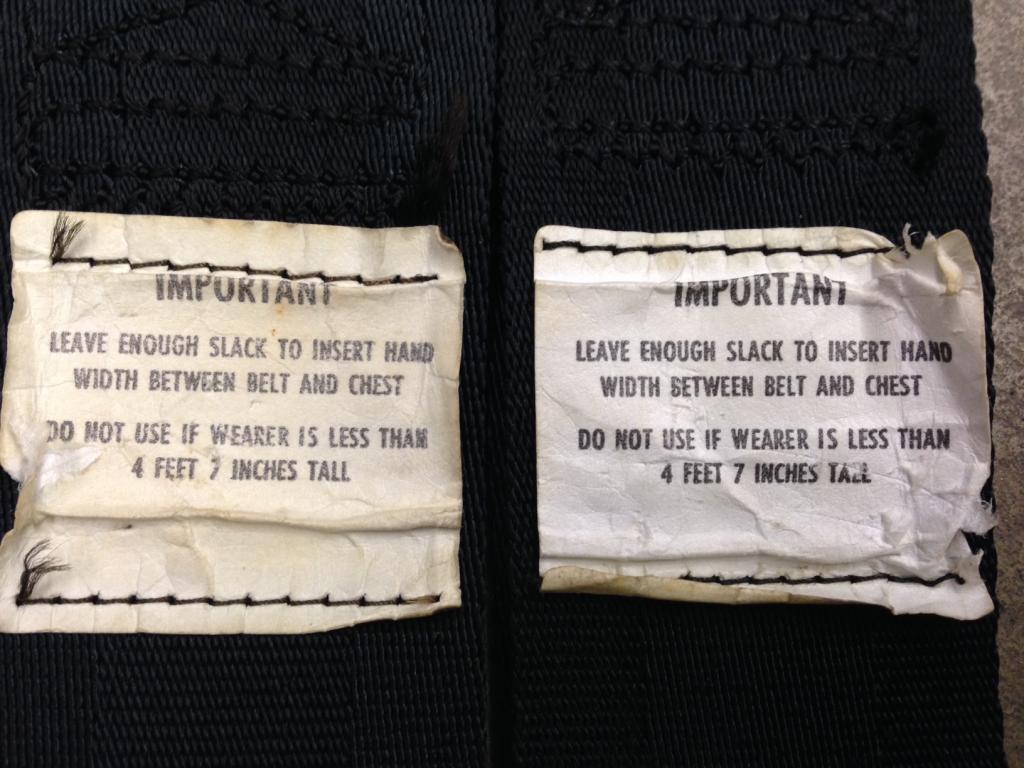 IMPORTANT
LEAVE ENOUGH SLACK TO INSERT HAND
WIDTH BETWEEN BELT AND CHEST
DO NOT USE IF WEARER IS LESS THAN
4 FEET 7 INCHES TALL
IMPORTANT
LEAVE ENOUGH SLACK TO INSERT HAND
WIDTH BETWEEN BELT AND CHEST
DO NOT USE IF WEARER IS LESS THAN
4 FEET 7 INCHES TALL